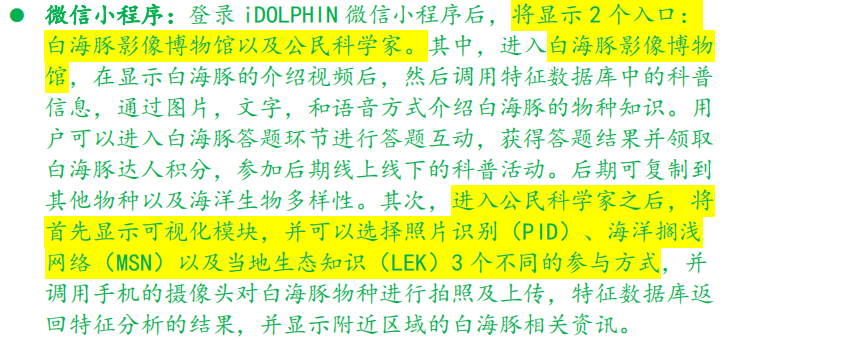 ● 微信小程序：登录 iDOLPHIN 微信小程序后，将显示 2 个入口：
白海豚影像博物馆以及公民科学家。其中，进入白海豚影像博物
馆，在显示白海豚的介绍视频后，然后调用特征数据库中的科普
信息，通过图片，文字，和语音方式介绍白海豚的物种知识。用
户可以进入白海豚答题环节进行答题互动，获得答题结果并领取
白海豚达人积分，参加后期线上线下的科普活动。后期可复制到
其他物种以及海洋生物多样性。其次，进入公民科学家之后，将
首先显示可视化模块，并可以选择照片识别（PID）、海洋搁浅
网络（MSN）以及当地生态知识（LEK）3 个不同的参与方式，并
调用手机的摄像头对白海豚物种进行拍照及上传，特征数据库返
回特征分析的结果，并显示附近区域的白海豚相关资讯。